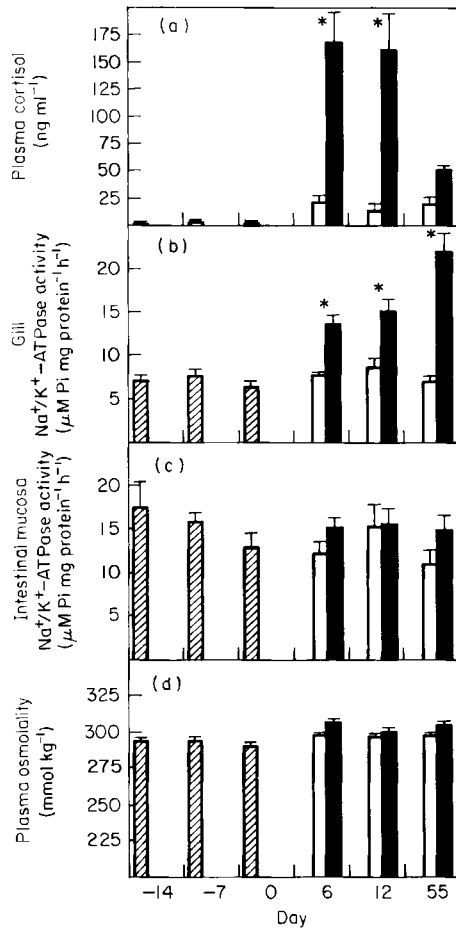 (a)
Plasma cortisol
(ng ml⁻¹)
175
150
125
100
75
50
25
*
*
(b)
Gill
Na⁺/K⁺-ATPase activity
(μM Pi mg protein⁻¹ h⁻¹)
20
15
10
5
*
*
*
(c)
Intestinal mucosa
Na⁺/K⁺-ATPase activity
(μM Pi mg protein⁻¹ h⁻¹)
20
15
10
5
(d)
Plasma osmolality
(mmol kg⁻¹)
325
300
275
250
225
-14 -7 0 6 12 55
Day